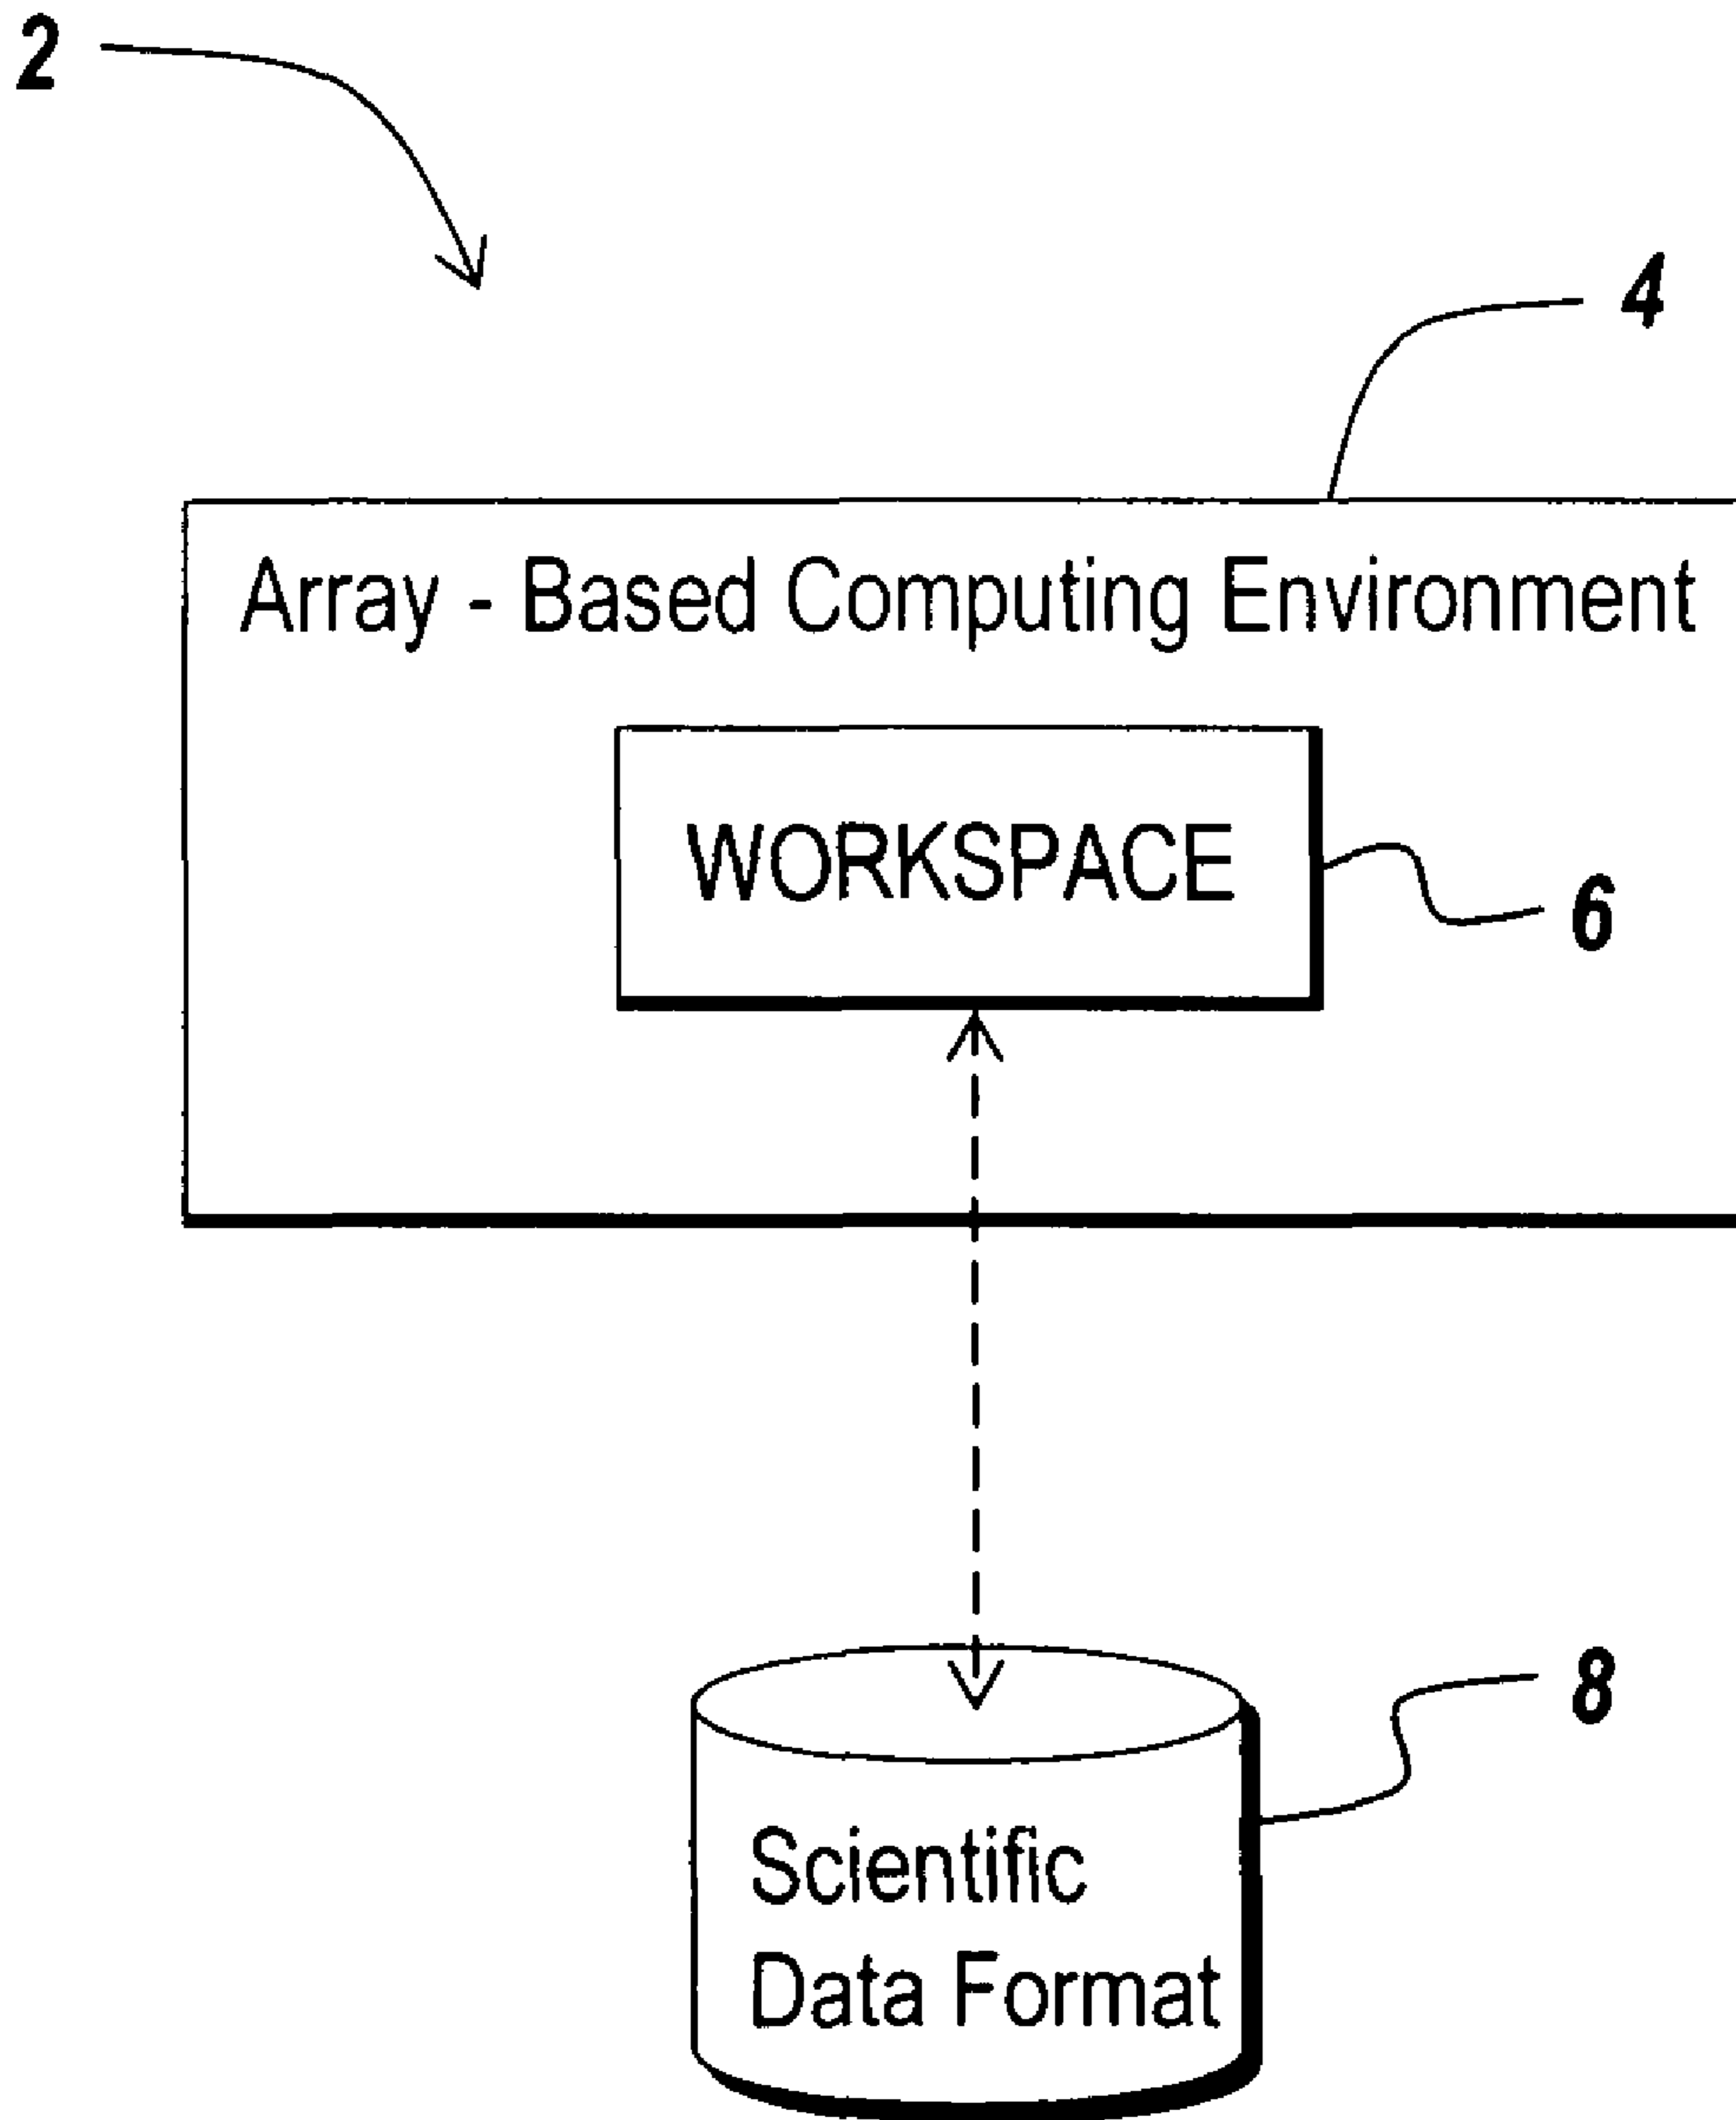 2
4
Array - Based Computing Environment
WORKSPACE
6
8
Scientific
Data Format